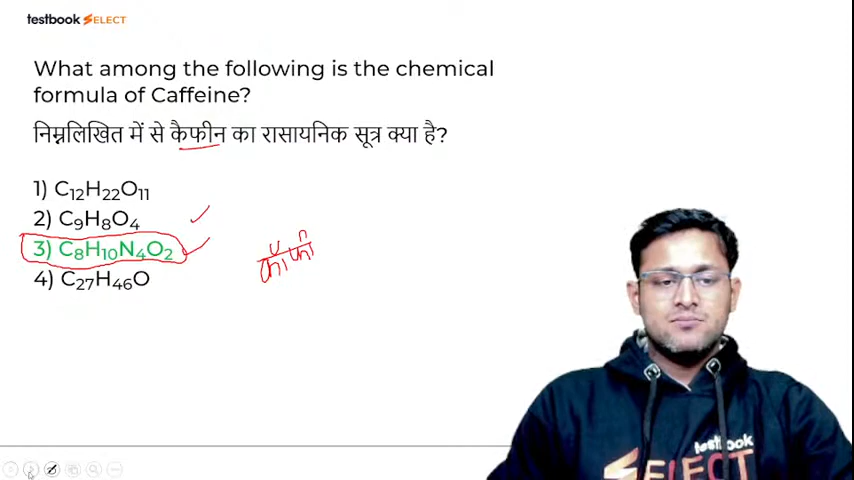 testbook SELECT
What among the following is the chemical
formula of Caffeine?
निम्नलिखित में से कैफीन का रासायनिक सूत्र क्या है?
1) C₁₂H₂₂O₁₁
2) C₉H₈O₄
3) C₈H₁₀N₄O₂
4) C₂₇H₄₆O
testbook
SELECT